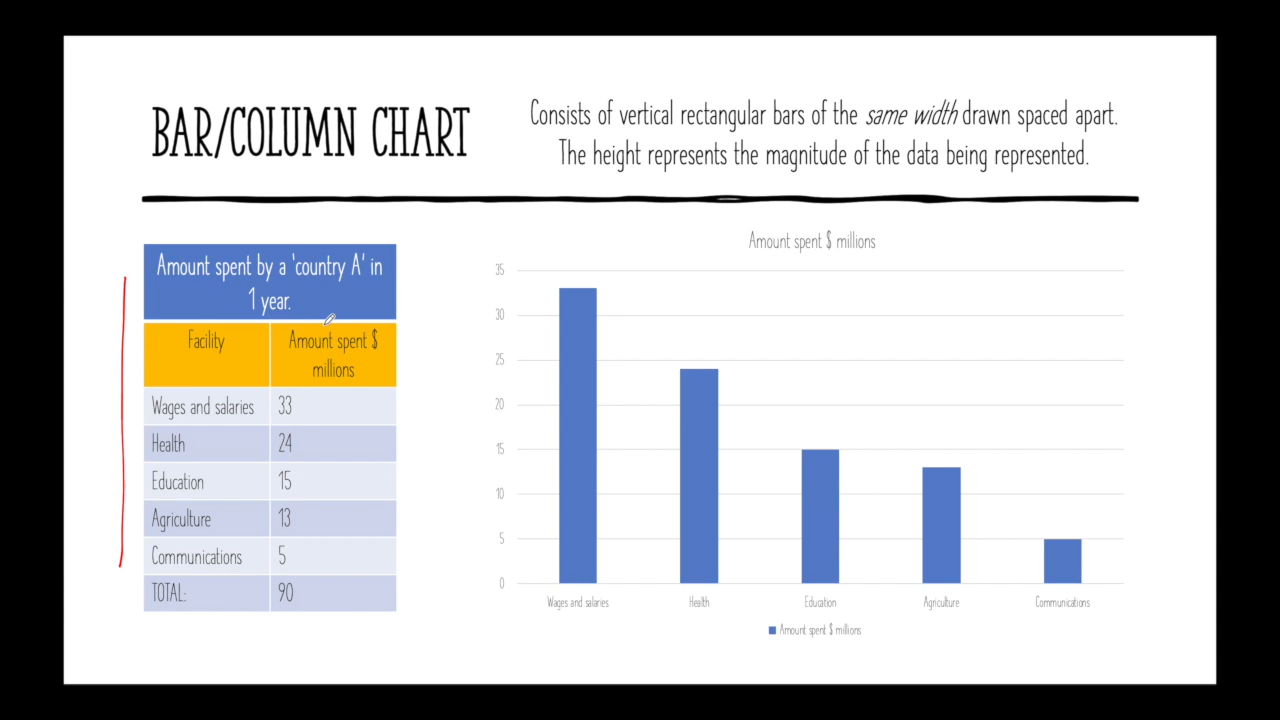 BAR/COLUMN CHART
Consists of vertical rectangular bars of the same width drawn spaced apart.
The height represents the magnitude of the data being represented.
Amount spent by a 'country A' in
1 year.
Facility
Amount spent $
millions
Wages and salaries 33
Health 24
Education 15
Agriculture 13
Communications 5
TOTAL: 90
Amount spent $ millions
35
30
25
20
15
10
5
0
Wages and salaries Health Education Agriculture Communications
Amount spent $ millions